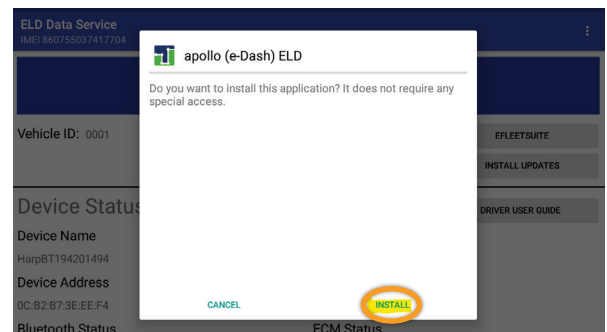 ELD Data Service
IMEI 860755037417704
apollo (e-Dash) ELD
Do you want to install this application? It does not require any
special access.
Vehicle ID: 0001
EFLEETSUITE
INSTALL UPDATES
Device Status
DRIVER USER GUIDE
Device Name
HarpBT194201494
Device Address
0C:B2:B7:3E:EE:F4
CANCEL
INSTALL
Bluetooth Status
ECM Status